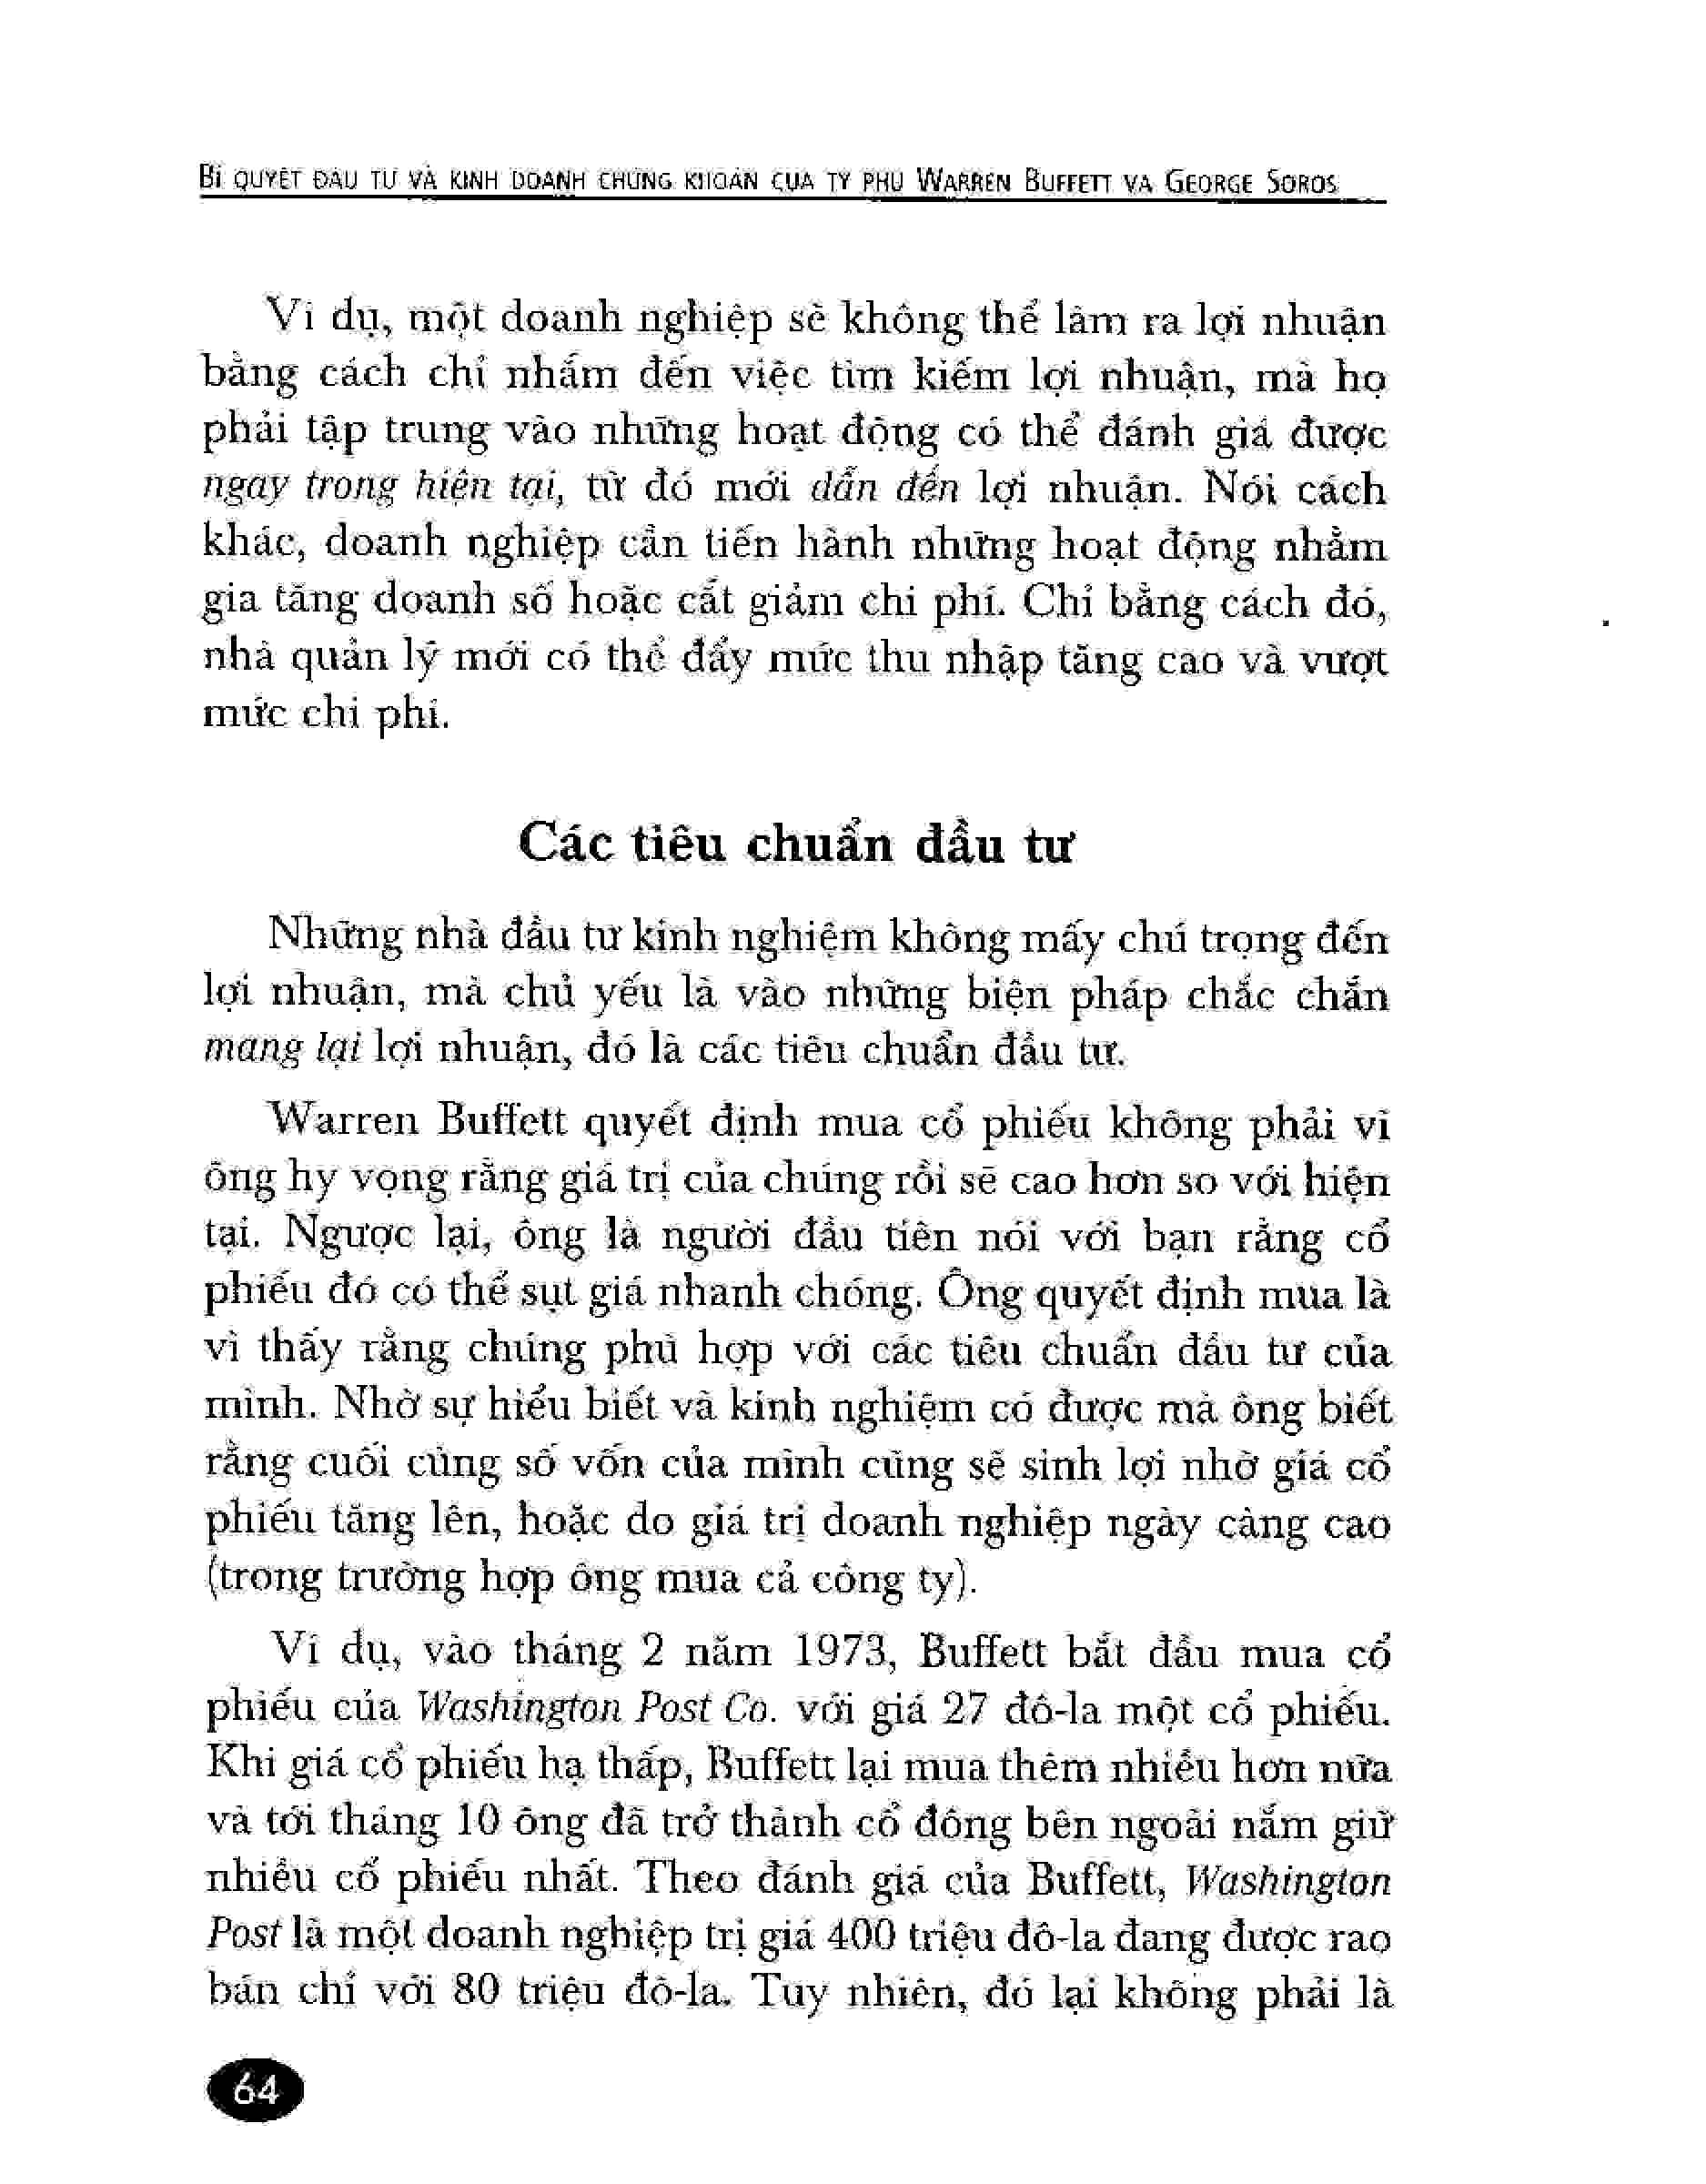 Bí quyết đầu tư và kinh doanh chứng khoán của tỷ phú Warren Buffett và George Soros
Ví dụ, một doanh nghiệp sẽ không thể làm ra lợi nhuận
bằng cách chỉ nhắm đến việc tìm kiếm lợi nhuận, mà họ
phải tập trung vào những hoạt động có thể đánh giá được
ngay trong hiện tại, từ đó mới dẫn đến lợi nhuận. Nói cách
khác, doanh nghiệp cần tiến hành những hoạt động nhằm
gia tăng doanh số hoặc cắt giảm chi phí. Chỉ bằng cách đó,
nhà quản lý mới có thể đẩy mức thu nhập tăng cao và vượt
mức chi phí.
Các tiêu chuẩn đầu tư
Những nhà đầu tư kinh nghiệm không mấy chú trọng đến
lợi nhuận, mà chủ yếu là vào những biện pháp chắc chắn
mang lại lợi nhuận, đó là các tiêu chuẩn đầu tư.
Warren Buffett quyết định mua cổ phiếu không phải vì
ông hy vọng rằng giá trị của chúng rồi sẽ cao hơn so với hiện
tại. Ngược lại, ông là người đầu tiên nói với bạn rằng cổ
phiếu đó có thể sụt giá nhanh chóng. Ông quyết định mua là
vì thấy rằng chúng phù hợp với các tiêu chuẩn đầu tư của
mình. Nhờ sự hiểu biết và kinh nghiệm có được mà ông biết
rằng cuối cùng số vốn của mình cũng sẽ sinh lợi nhờ giá cổ
phiếu tăng lên, hoặc do giá trị doanh nghiệp ngày càng cao
(trong trường hợp ông mua cả công ty).
Ví dụ, vào tháng 2 năm 1973, Buffett bắt đầu mua cổ
phiếu của Washington Post Co. với giá 27 đô-la một cổ phiếu.
Khi giá cổ phiếu hạ thấp, Buffett lại mua thêm nhiều hơn nữa
và tới tháng 10 ông đã trở thành cổ đông bên ngoài nắm giữ
nhiều cổ phiếu nhất. Theo đánh giá của Buffett, Washington
Post là một doanh nghiệp trị giá 400 triệu đô-la đang được rao
bán chỉ với 80 triệu đô-la. Tuy nhiên, đó lại không phải là
64